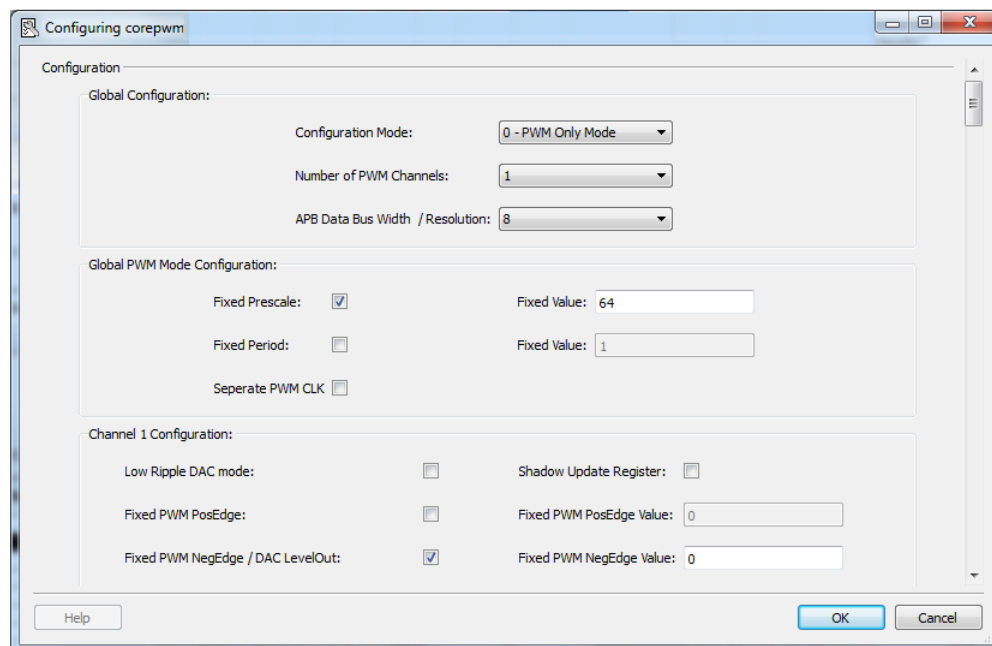 Configuring corepwm
Configuration
Global Configuration:
Configuration Mode: 0 - PWM Only Mode
Number of PWM Channels: 1
APB Data Bus Width / Resolution: 8
Global PWM Mode Configuration:
Fixed Prescale: Fixed Value: 64
Fixed Period: Fixed Value: 1
Seperate PWM CLK
Channel 1 Configuration:
Low Ripple DAC mode: Shadow Update Register:
Fixed PWM PosEdge: Fixed PWM PosEdge Value: 0
Fixed PWM NegEdge / DAC LevelOut: Fixed PWM NegEdge Value: 0
Help OK Cancel